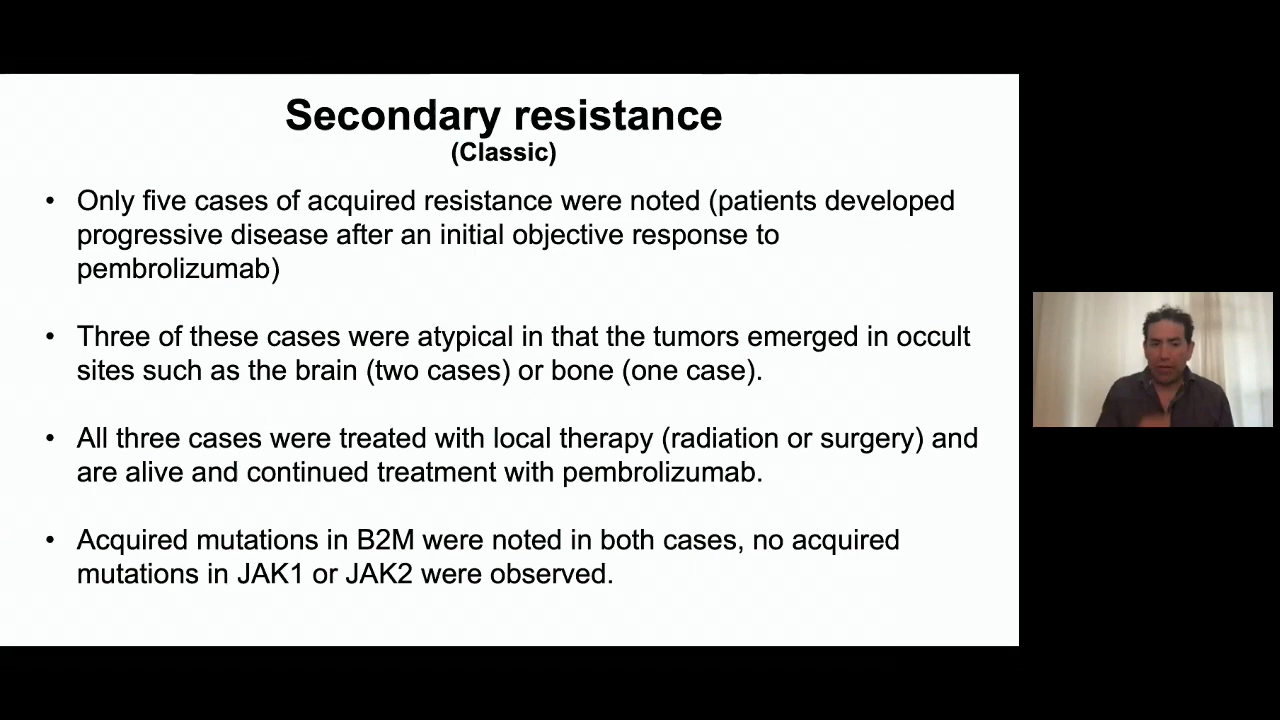 Secondary resistance
(Classic)
• Only five cases of acquired resistance were noted (patients developed
progressive disease after an initial objective response to
pembrolizumab)
• Three of these cases were atypical in that the tumors emerged in occult
sites such as the brain (two cases) or bone (one case).
• All three cases were treated with local therapy (radiation or surgery) and
are alive and continued treatment with pembrolizumab.
• Acquired mutations in B2M were noted in both cases, no acquired
mutations in JAK1 or JAK2 were observed.